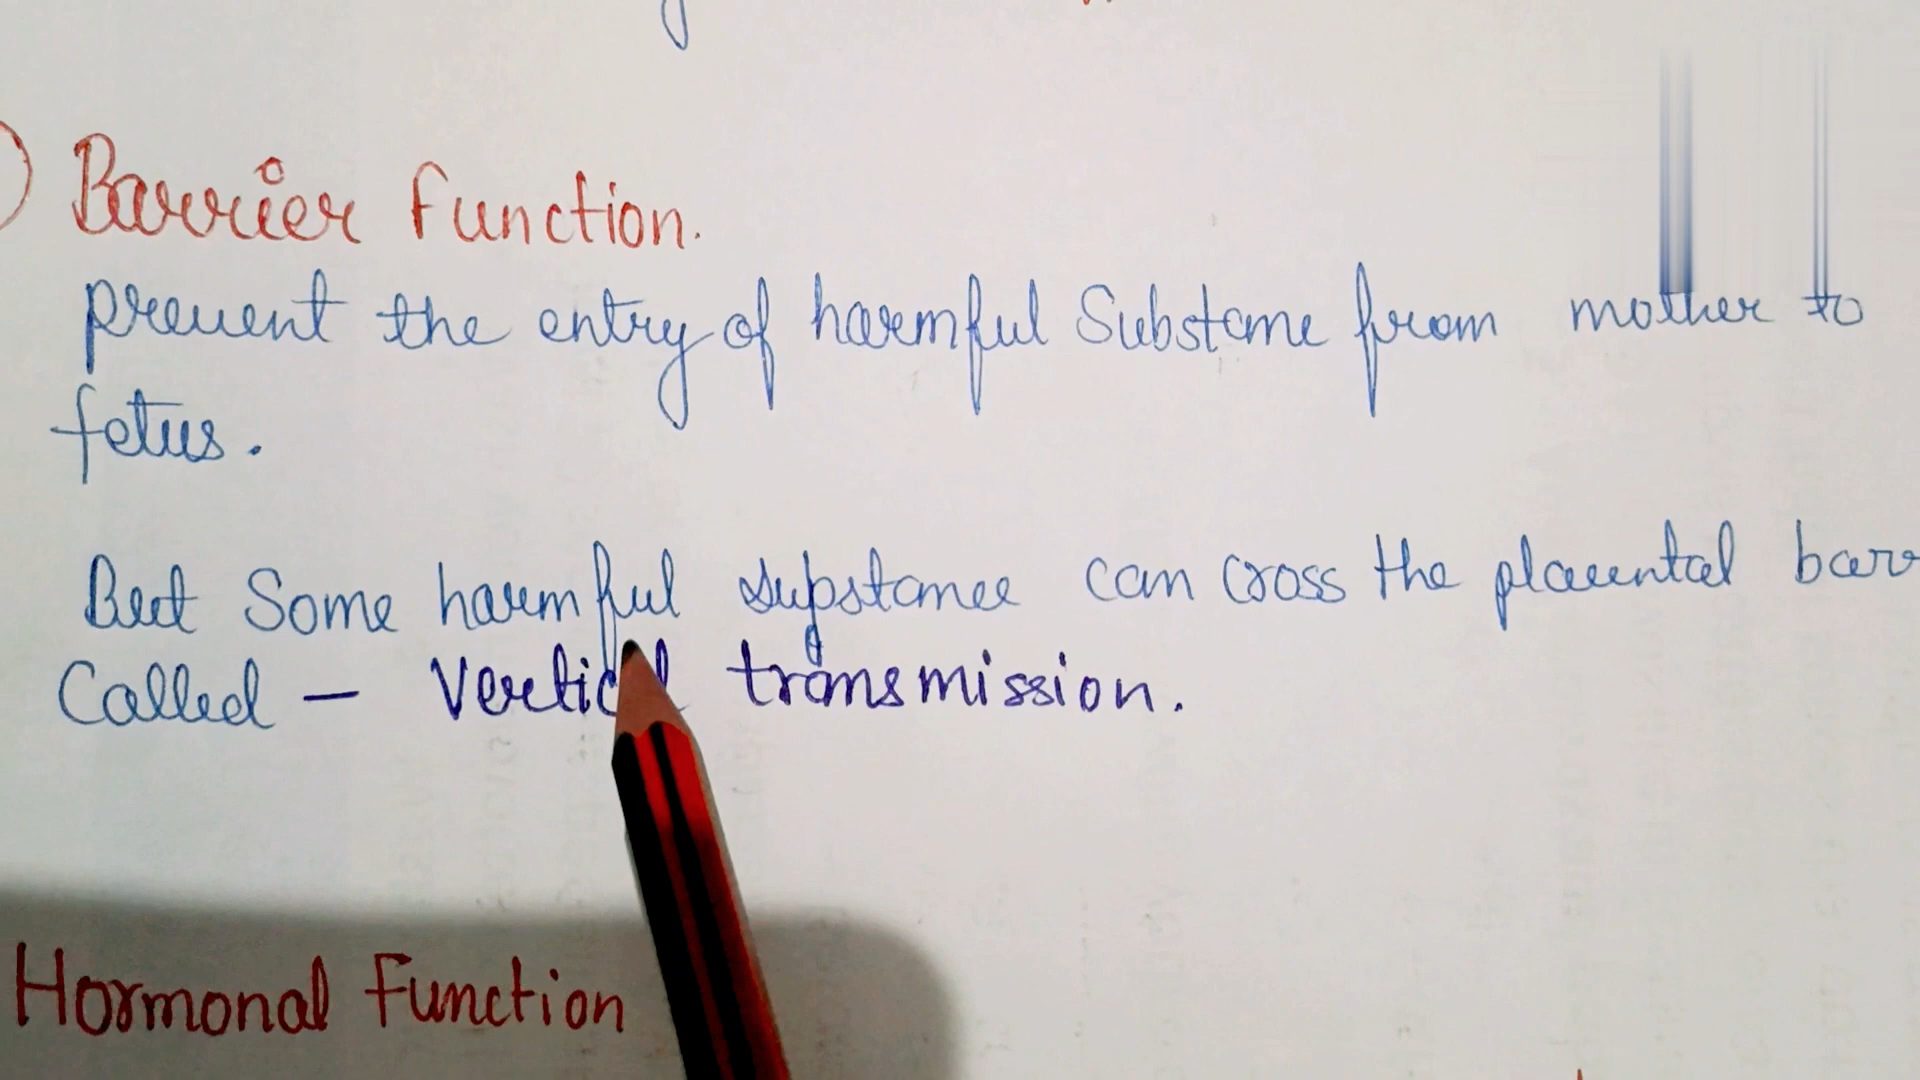 Barrier function.
prevent the entry of harmful Substance from mother to
fetus.
But Some harmful substance can cross the placental barr
Called - Vertical transmission.
Hormonal function